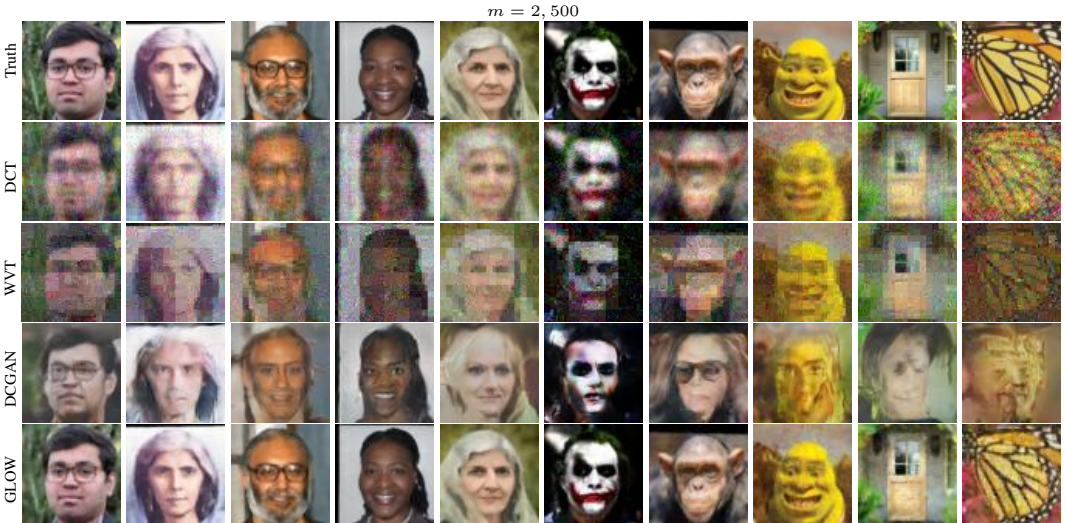 m = 2, 500
Truth
DCT
WVT
DCGAN
GLOW